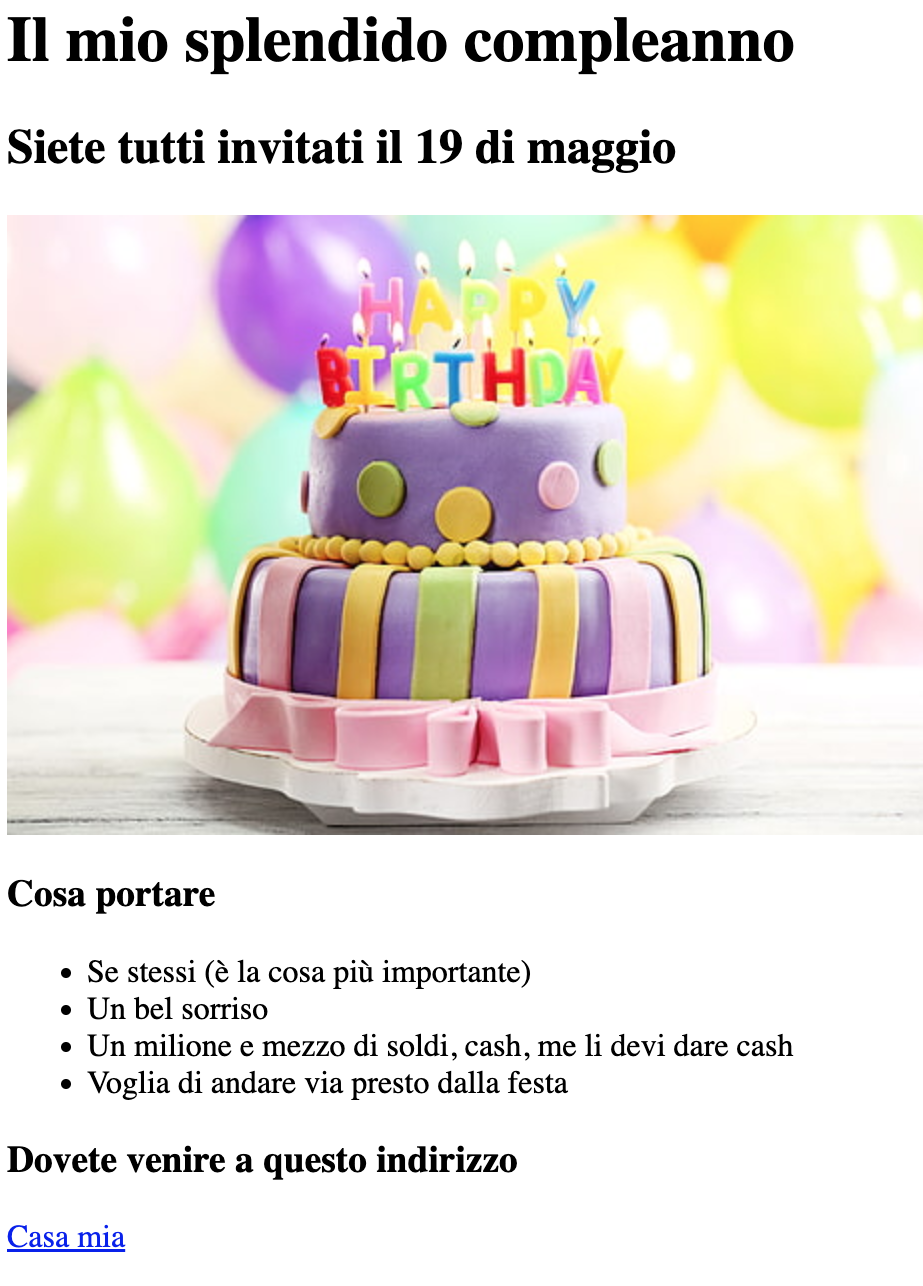 Il mio splendido compleanno
Siete tutti invitati il 19 di maggio
HAPPY
BIRTHDAY
Cosa portare
Se stessi (è la cosa più importante)
Un bel sorriso
Un milione e mezzo di soldi, cash, me li devi dare cash
Voglia di andare via presto dalla festa
Dovete venire a questo indirizzo
Casa mia